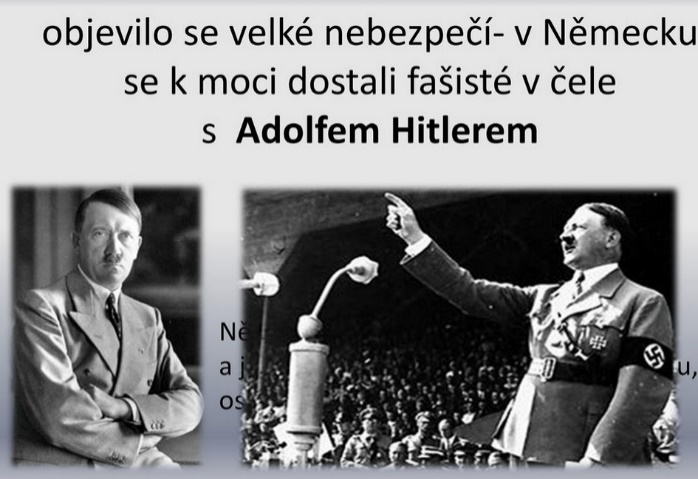 objevilo se velké nebezpečí- v Německu
se k moci dostali fašisté v čele
s Adolfem Hitlerem